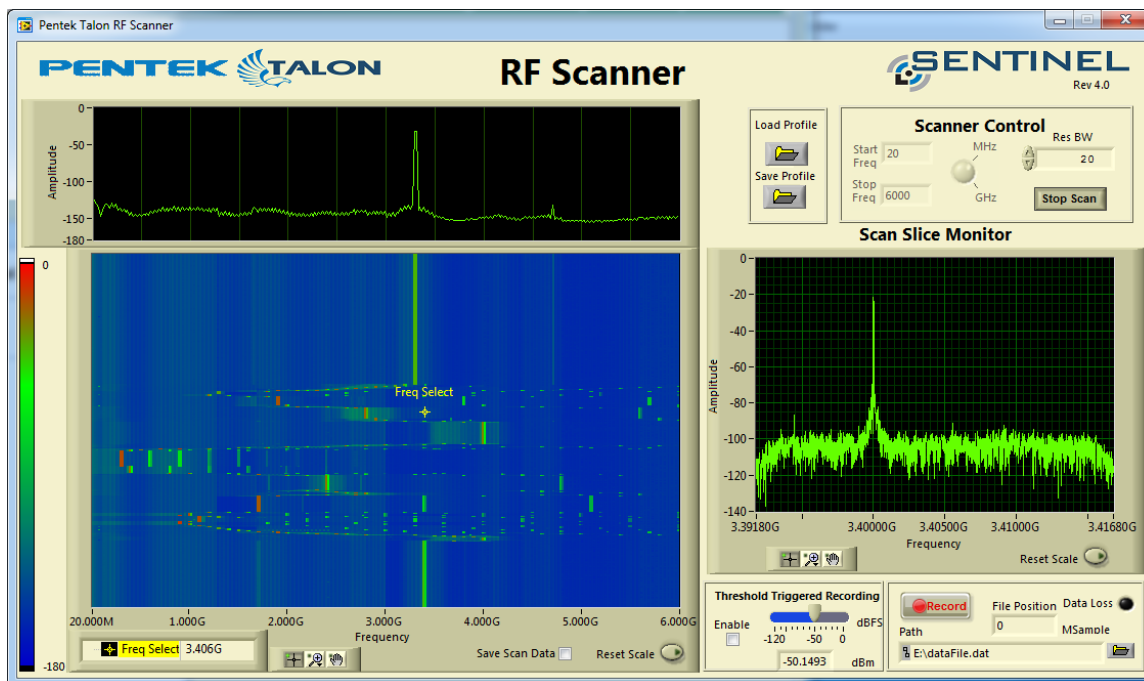 Pentek Talon RF Scanner
PENTEK TALON
RF Scanner
SENTINEL
Rev 4.0
0
-50
-100
-150
-180
Amplitude
Load Profile
Save Profile
Scanner Control
Start Freq 20
Stop Freq 6000
MHz
GHz
Res BW
20
Stop Scan
Scan Slice Monitor
0
-180
Freq Select
20.000M 1.000G 2.000G 3.000G 4.000G 5.000G 6.000G
Frequency
Freq Select 3.406G
Save Scan Data
Reset Scale
0
-20
-40
-60
-80
-100
-120
-140
Amplitude
3.39180G 3.40000G 3.40500G 3.41000G 3.41680G
Frequency
Reset Scale
Threshold Triggered Recording
Enable
-120 -50 0
dBFS
-50.1493 dBm
Record
File Position
0
Data Loss
MSample
Path
E:\dataFile.dat